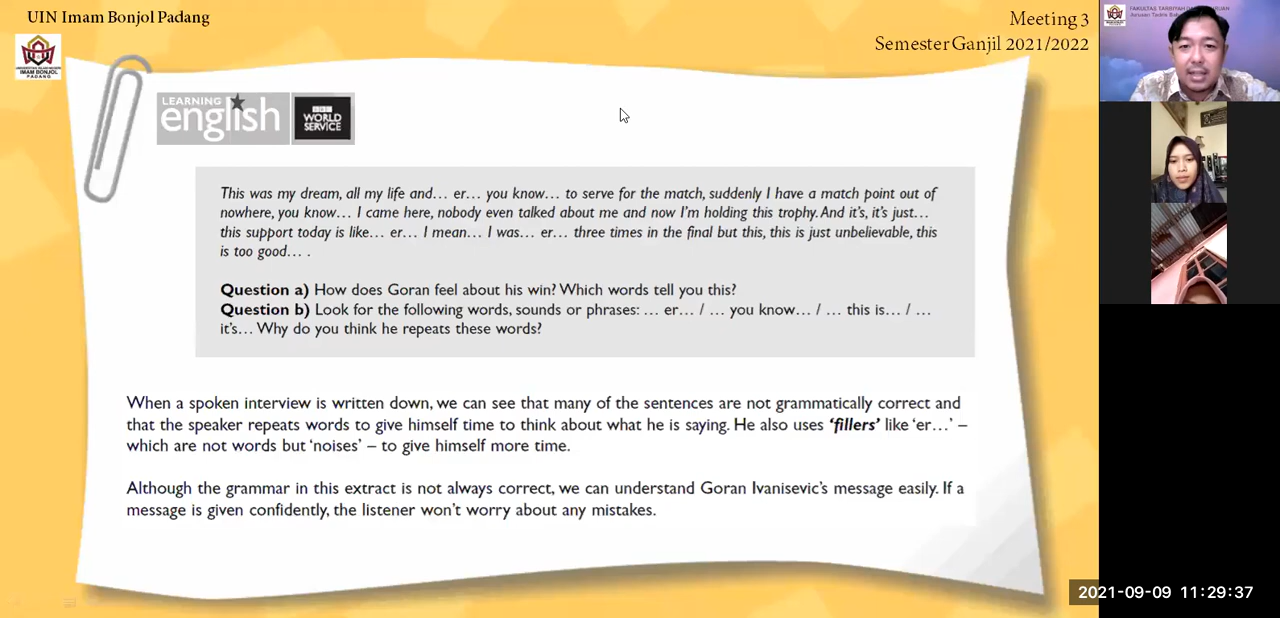 UIN Imam Bonjol Padang
Meeting 3
Semester Ganjil 2021/2022
IMAM BONJOL
PADANG
LEARNING
english
BBC
WORLD
SERVICE
This was my dream, all my life and… er… you know… to serve for the match, suddenly I have a match point out of
nowhere, you know… I came here, nobody even talked about me and now I'm holding this trophy. And it's, it's just…
this support today is like… er… I mean… I was… er… three times in the final but this, this is just unbelievable, this
is too good… .
Question a) How does Goran feel about his win? Which words tell you this?
Question b) Look for the following words, sounds or phrases: … er… / … you know… / … this is… / …
it's… Why do you think he repeats these words?
When a spoken interview is written down, we can see that many of the sentences are not grammatically correct and
that the speaker repeats words to give himself time to think about what he is saying. He also uses 'fillers' like 'er…' –
which are not words but 'noises' – to give himself more time.
Although the grammar in this extract is not always correct, we can understand Goran Ivanisevic's message easily. If a
message is given confidently, the listener won't worry about any mistakes.
2021-09-09 11:29:37